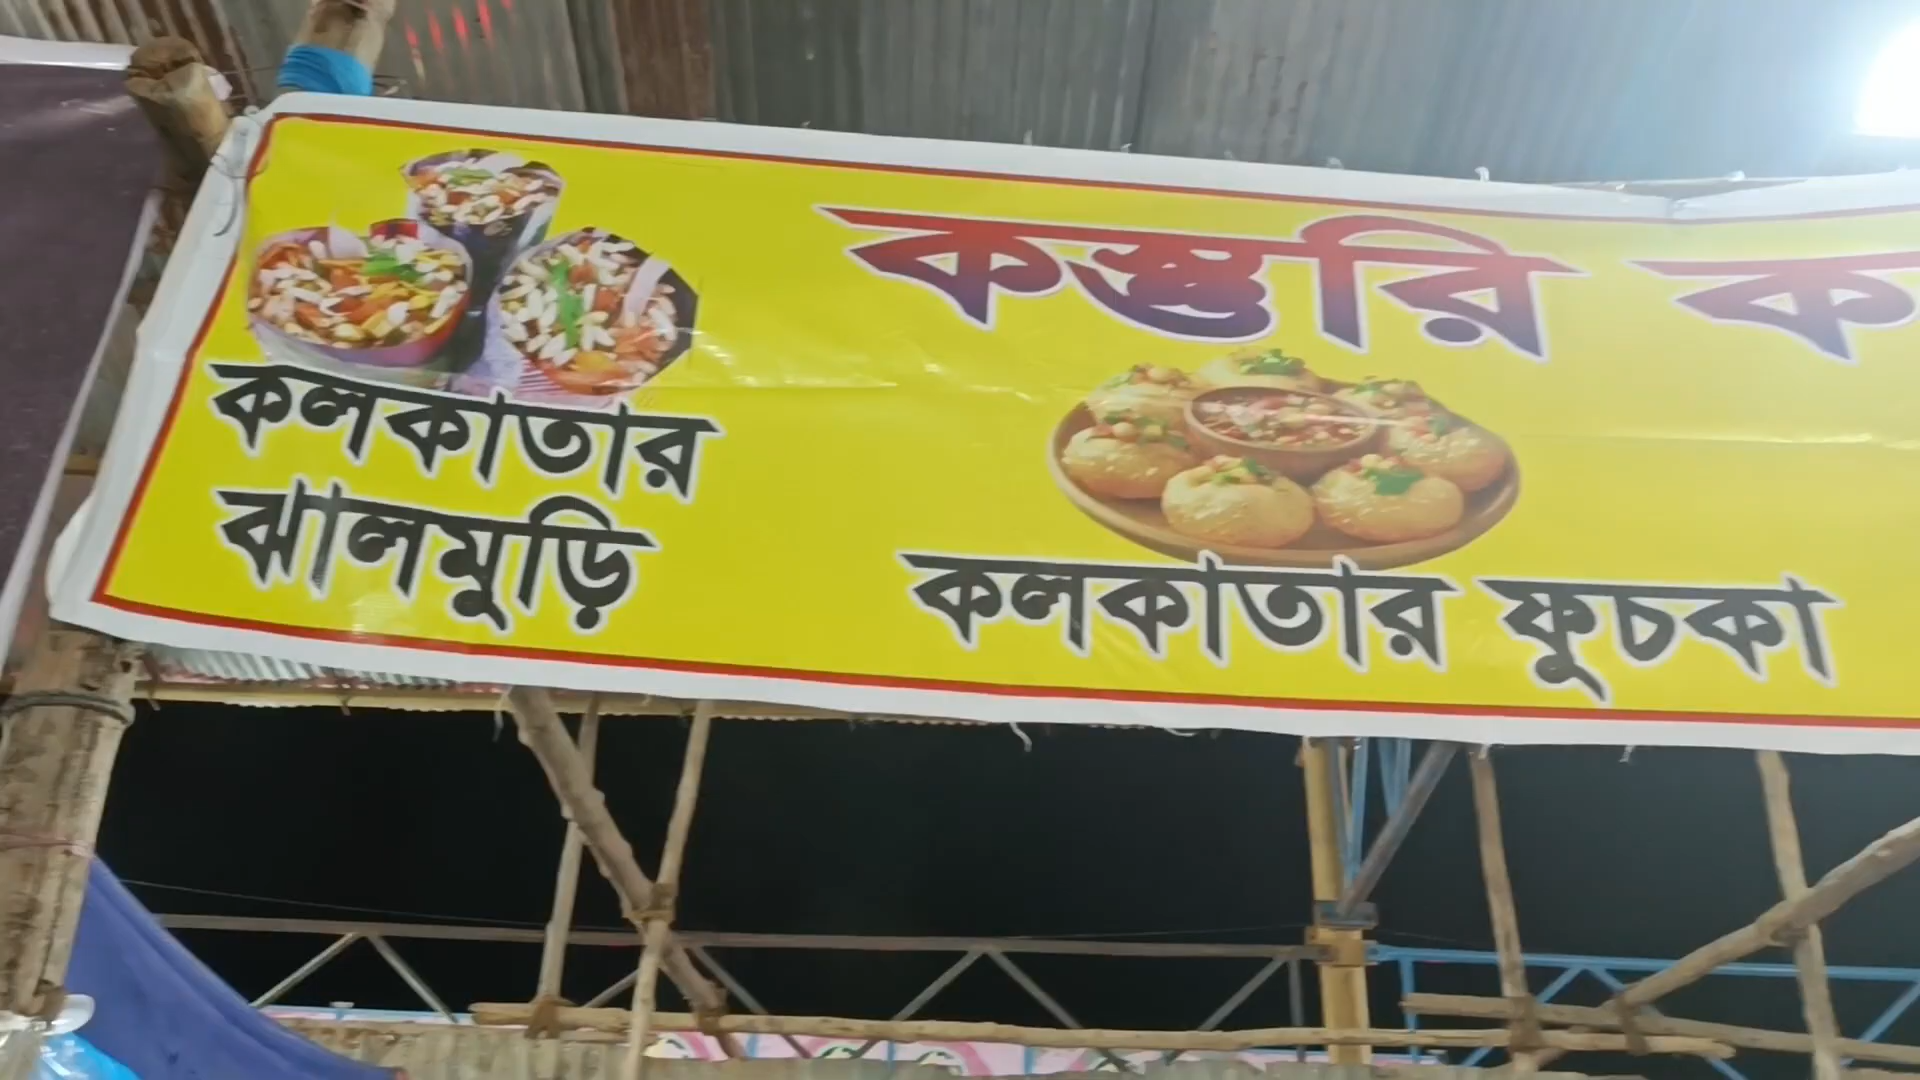 কস্তুরি
কলকাতার
ঝালমুড়ি
কলকাতার ফুচকা